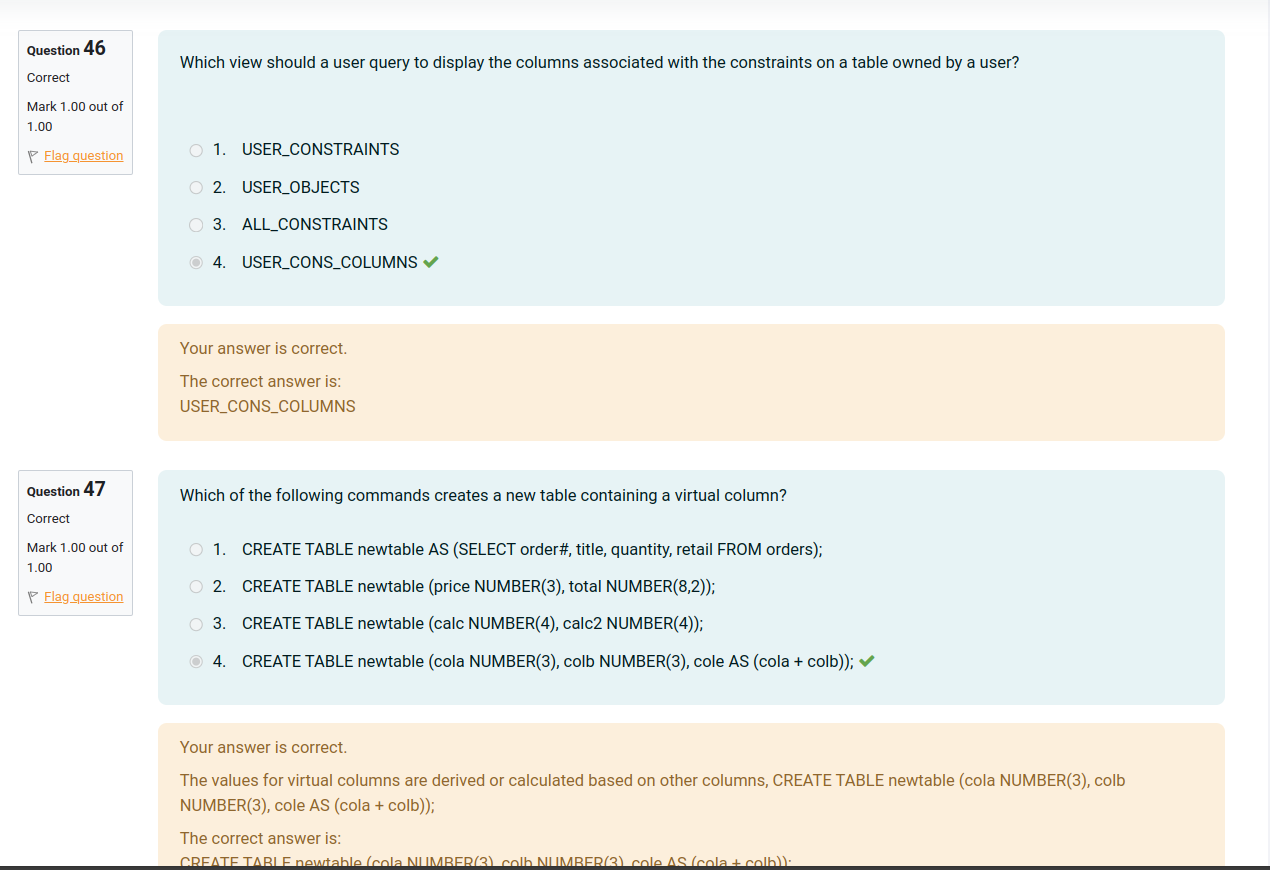 Question 46
Correct
Mark 1.00 out of
1.00
Flag question
Which view should a user query to display the columns associated with the constraints on a table owned by a user?
1. USER_CONSTRAINTS
2. USER_OBJECTS
3. ALL_CONSTRAINTS
4. USER_CONS_COLUMNS
Your answer is correct.
The correct answer is:
USER_CONS_COLUMNS
Question 47
Correct
Mark 1.00 out of
1.00
Flag question
Which of the following commands creates a new table containing a virtual column?
1. CREATE TABLE newtable AS (SELECT order#, title, quantity, retail FROM orders);
2. CREATE TABLE newtable (price NUMBER(3), total NUMBER(8,2));
3. CREATE TABLE newtable (calc NUMBER(4), calc2 NUMBER(4));
4. CREATE TABLE newtable (cola NUMBER(3), colb NUMBER(3), cole AS (cola + colb));
Your answer is correct.
The values for virtual columns are derived or calculated based on other columns, CREATE TABLE newtable (cola NUMBER(3), colb
NUMBER(3), cole AS (cola + colb));
The correct answer is:
CREATE TABLE newtable (cola NUMBER(3), colb NUMBER(3), cole AS (cola + colb));